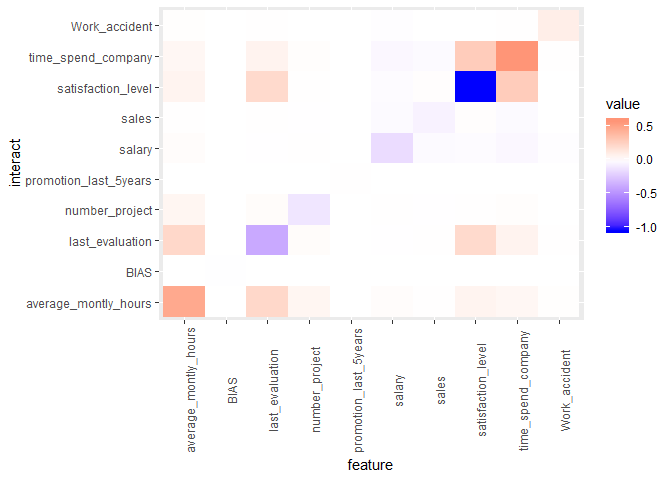 Work_accident
time_spend_company
satisfaction_level
sales
salary
promotion_last_5years
number_project
last_evaluation
BIAS
average_montly_hours
interact
average_montly_hours
BIAS
last_evaluation
number_project
promotion_last_5years
salary
sales
satisfaction_level
time_spend_company
Work_accident
feature
value
0.5
0.0
-0.5
-1.0